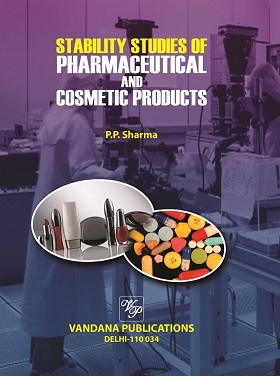 STABILITY STUDIES OF
PHARMACEUTICAL
AND
COSMETIC PRODUCTS
P.P. Sharma
VP
VANDANA PUBLICATIONS
DELHI-110 034